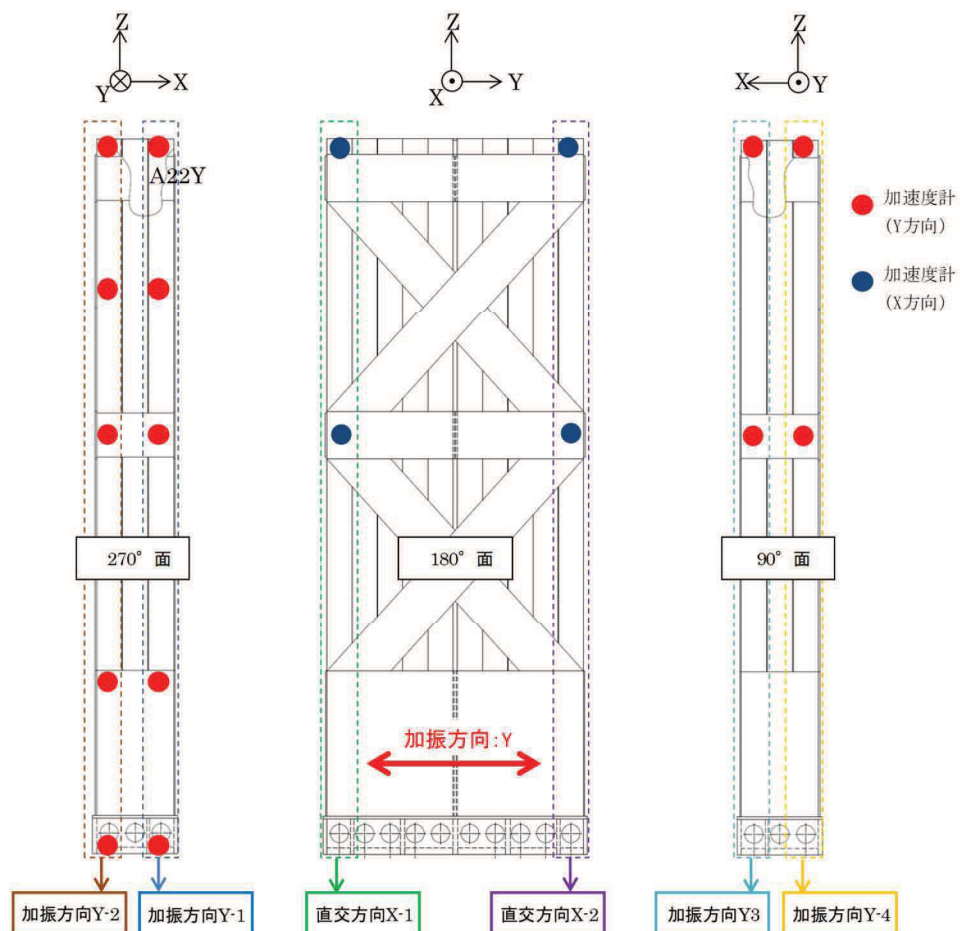 Z
Y
X
Z
X
Y
Z
X
Y
A22Y
加速度計
(Y方向)
加速度計
(X方向)
270° 面
180° 面
90° 面
加振方向:Y
加振方向Y-2
加振方向Y-1
直交方向X-1
直交方向X-2
加振方向Y3
加振方向Y-4